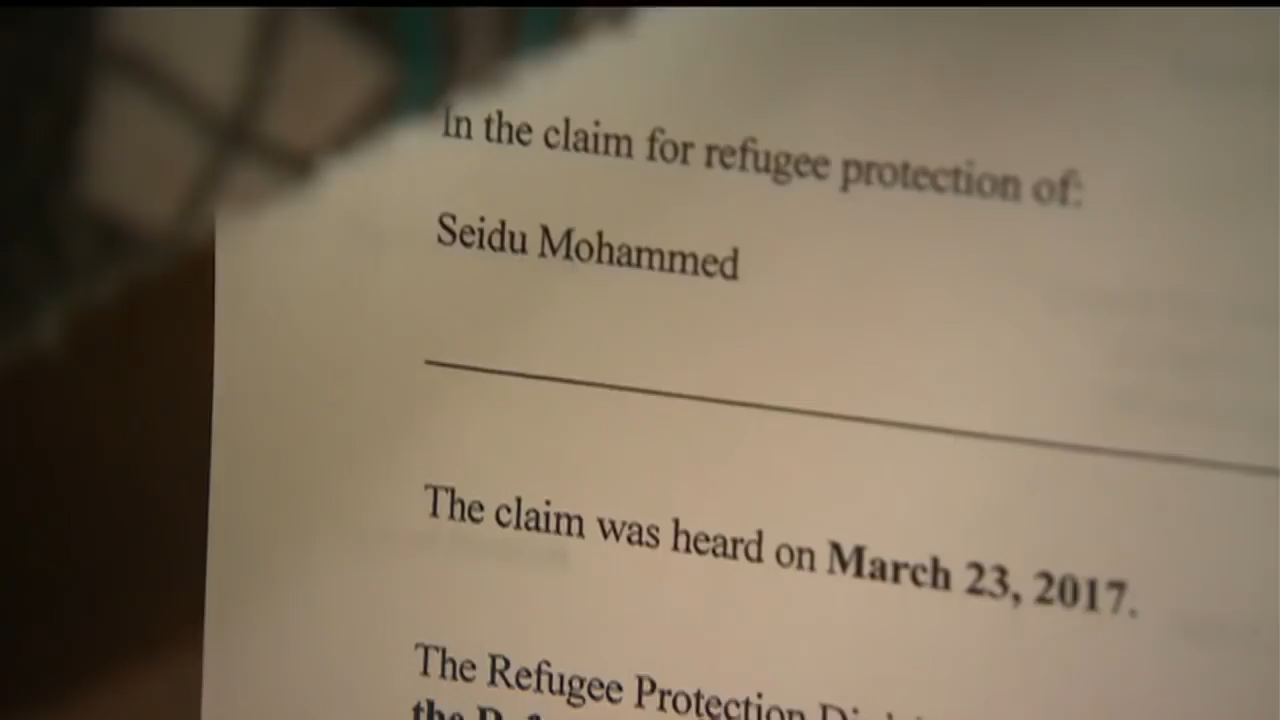 In the claim for refugee protection of:
Seidu Mohammed
The claim was heard on March 23, 2017.
The Refugee Protection
the